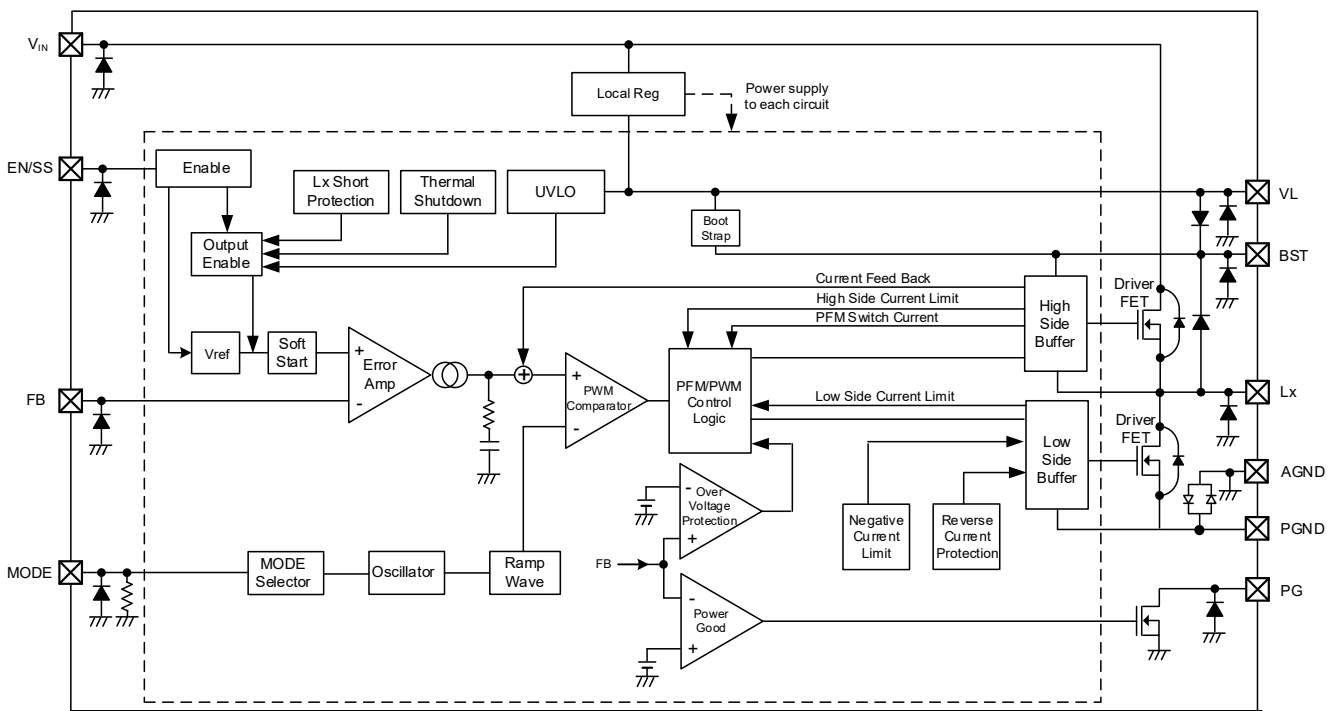 VIN
Local Reg
Power supply
to each circuit
EN/SS
Enable
Lx Short
Protection
Thermal
Shutdown
UVLO
VL
Boot
Strap
Output
Enable
BST
Current Feed Back
High Side Current Limit
PFM Switch Current
High
Side
Buffer
Driver
FET
Vref
Soft
Start
+
-
Error
Amp
+
+
-
PWM
Comparator
PFM/PWM
Control
Logic
FB
Lx
Low Side Current Limit
Low
Side
Buffer
Driver
FET
AGND
-
+
Over
Voltage
Protection
Negative
Current
Limit
Reverse
Current
Protection
PGND
MODE
MODE
Selector
Oscillator
Ramp
Wave
FB
-
+
Power
Good
PG